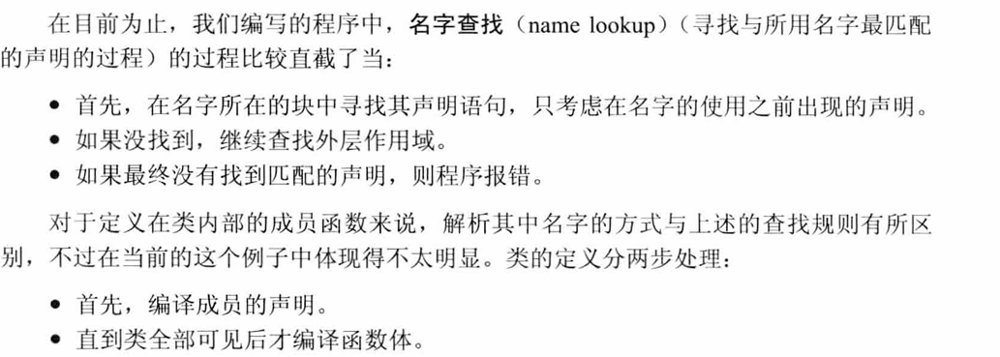 在目前为止，我们编写的程序中，名字查找（name lookup）（寻找与所用名字最匹配
的声明的过程）的过程比较直截了当：
• 首先，在名字所在的块中寻找其声明语句，只考虑在名字的使用之前出现的声明。
• 如果没找到，继续查找外层作用域。
• 如果最终没有找到匹配的声明，则程序报错。
对于定义在类内部的成员函数来说，解析其中名字的方式与上述的查找规则有所区
别，不过在当前的这个例子中体现得不太明显。类的定义分两步处理：
• 首先，编译成员的声明。
• 直到类全部可见后才编译函数体。